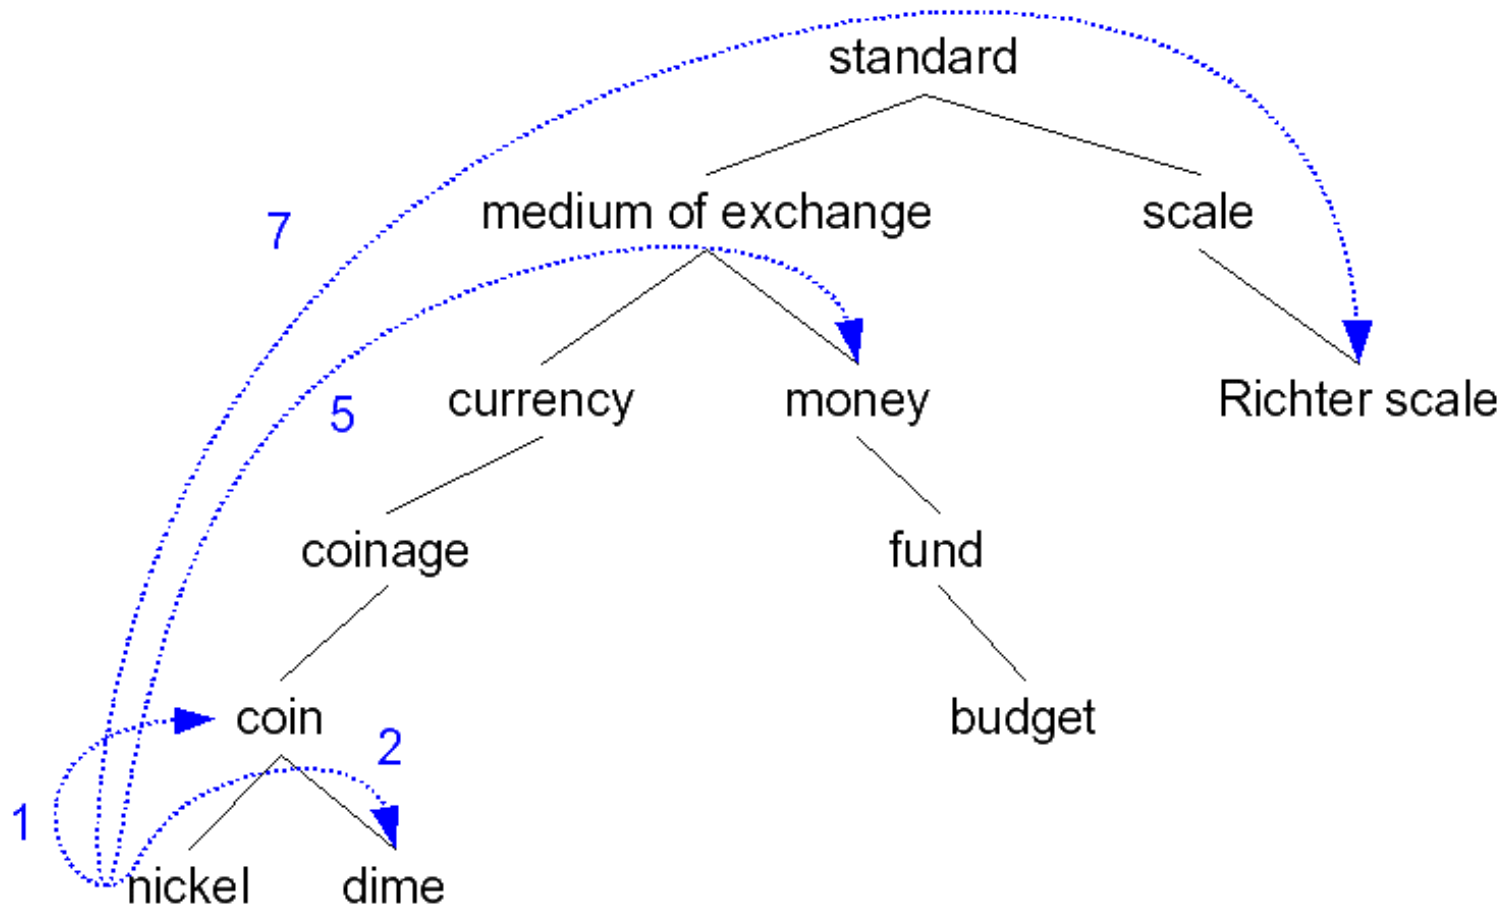 standard
medium of exchange
scale
7
currency
money
Richter scale
5
coinage
fund
coin
2
budget
1
nickel
dime